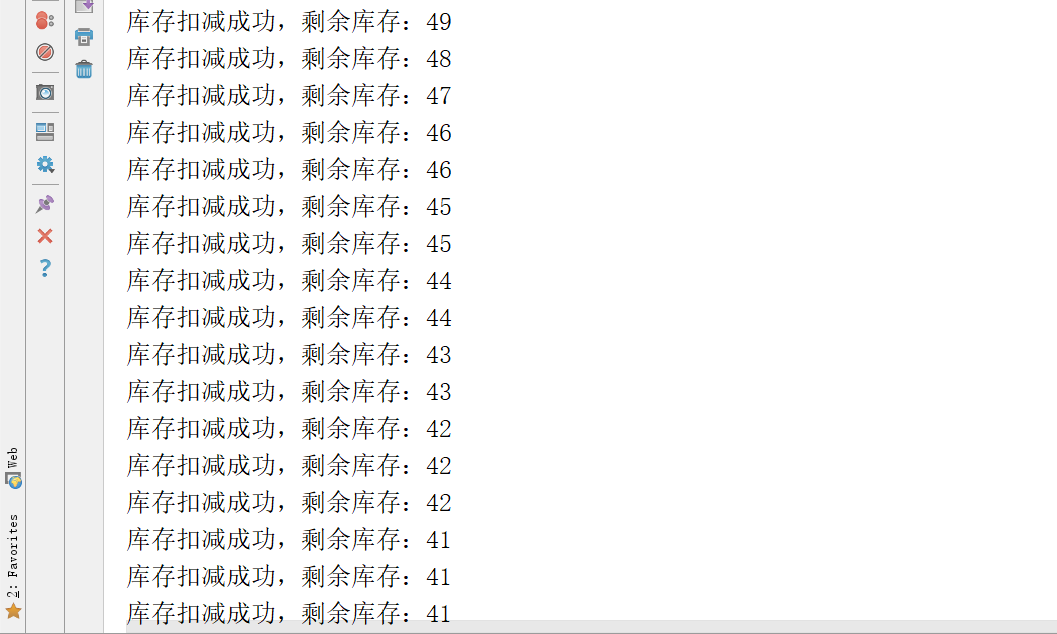 库存扣减成功，剩余库存：49
库存扣减成功，剩余库存：48
库存扣减成功，剩余库存：47
库存扣减成功，剩余库存：46
库存扣减成功，剩余库存：46
库存扣减成功，剩余库存：45
库存扣减成功，剩余库存：45
库存扣减成功，剩余库存：44
库存扣减成功，剩余库存：44
库存扣减成功，剩余库存：43
库存扣减成功，剩余库存：43
库存扣减成功，剩余库存：42
库存扣减成功，剩余库存：42
库存扣减成功，剩余库存：42
库存扣减成功，剩余库存：41
库存扣减成功，剩余库存：41
库存扣减成功，剩余库存：41
Web
2: Favorites